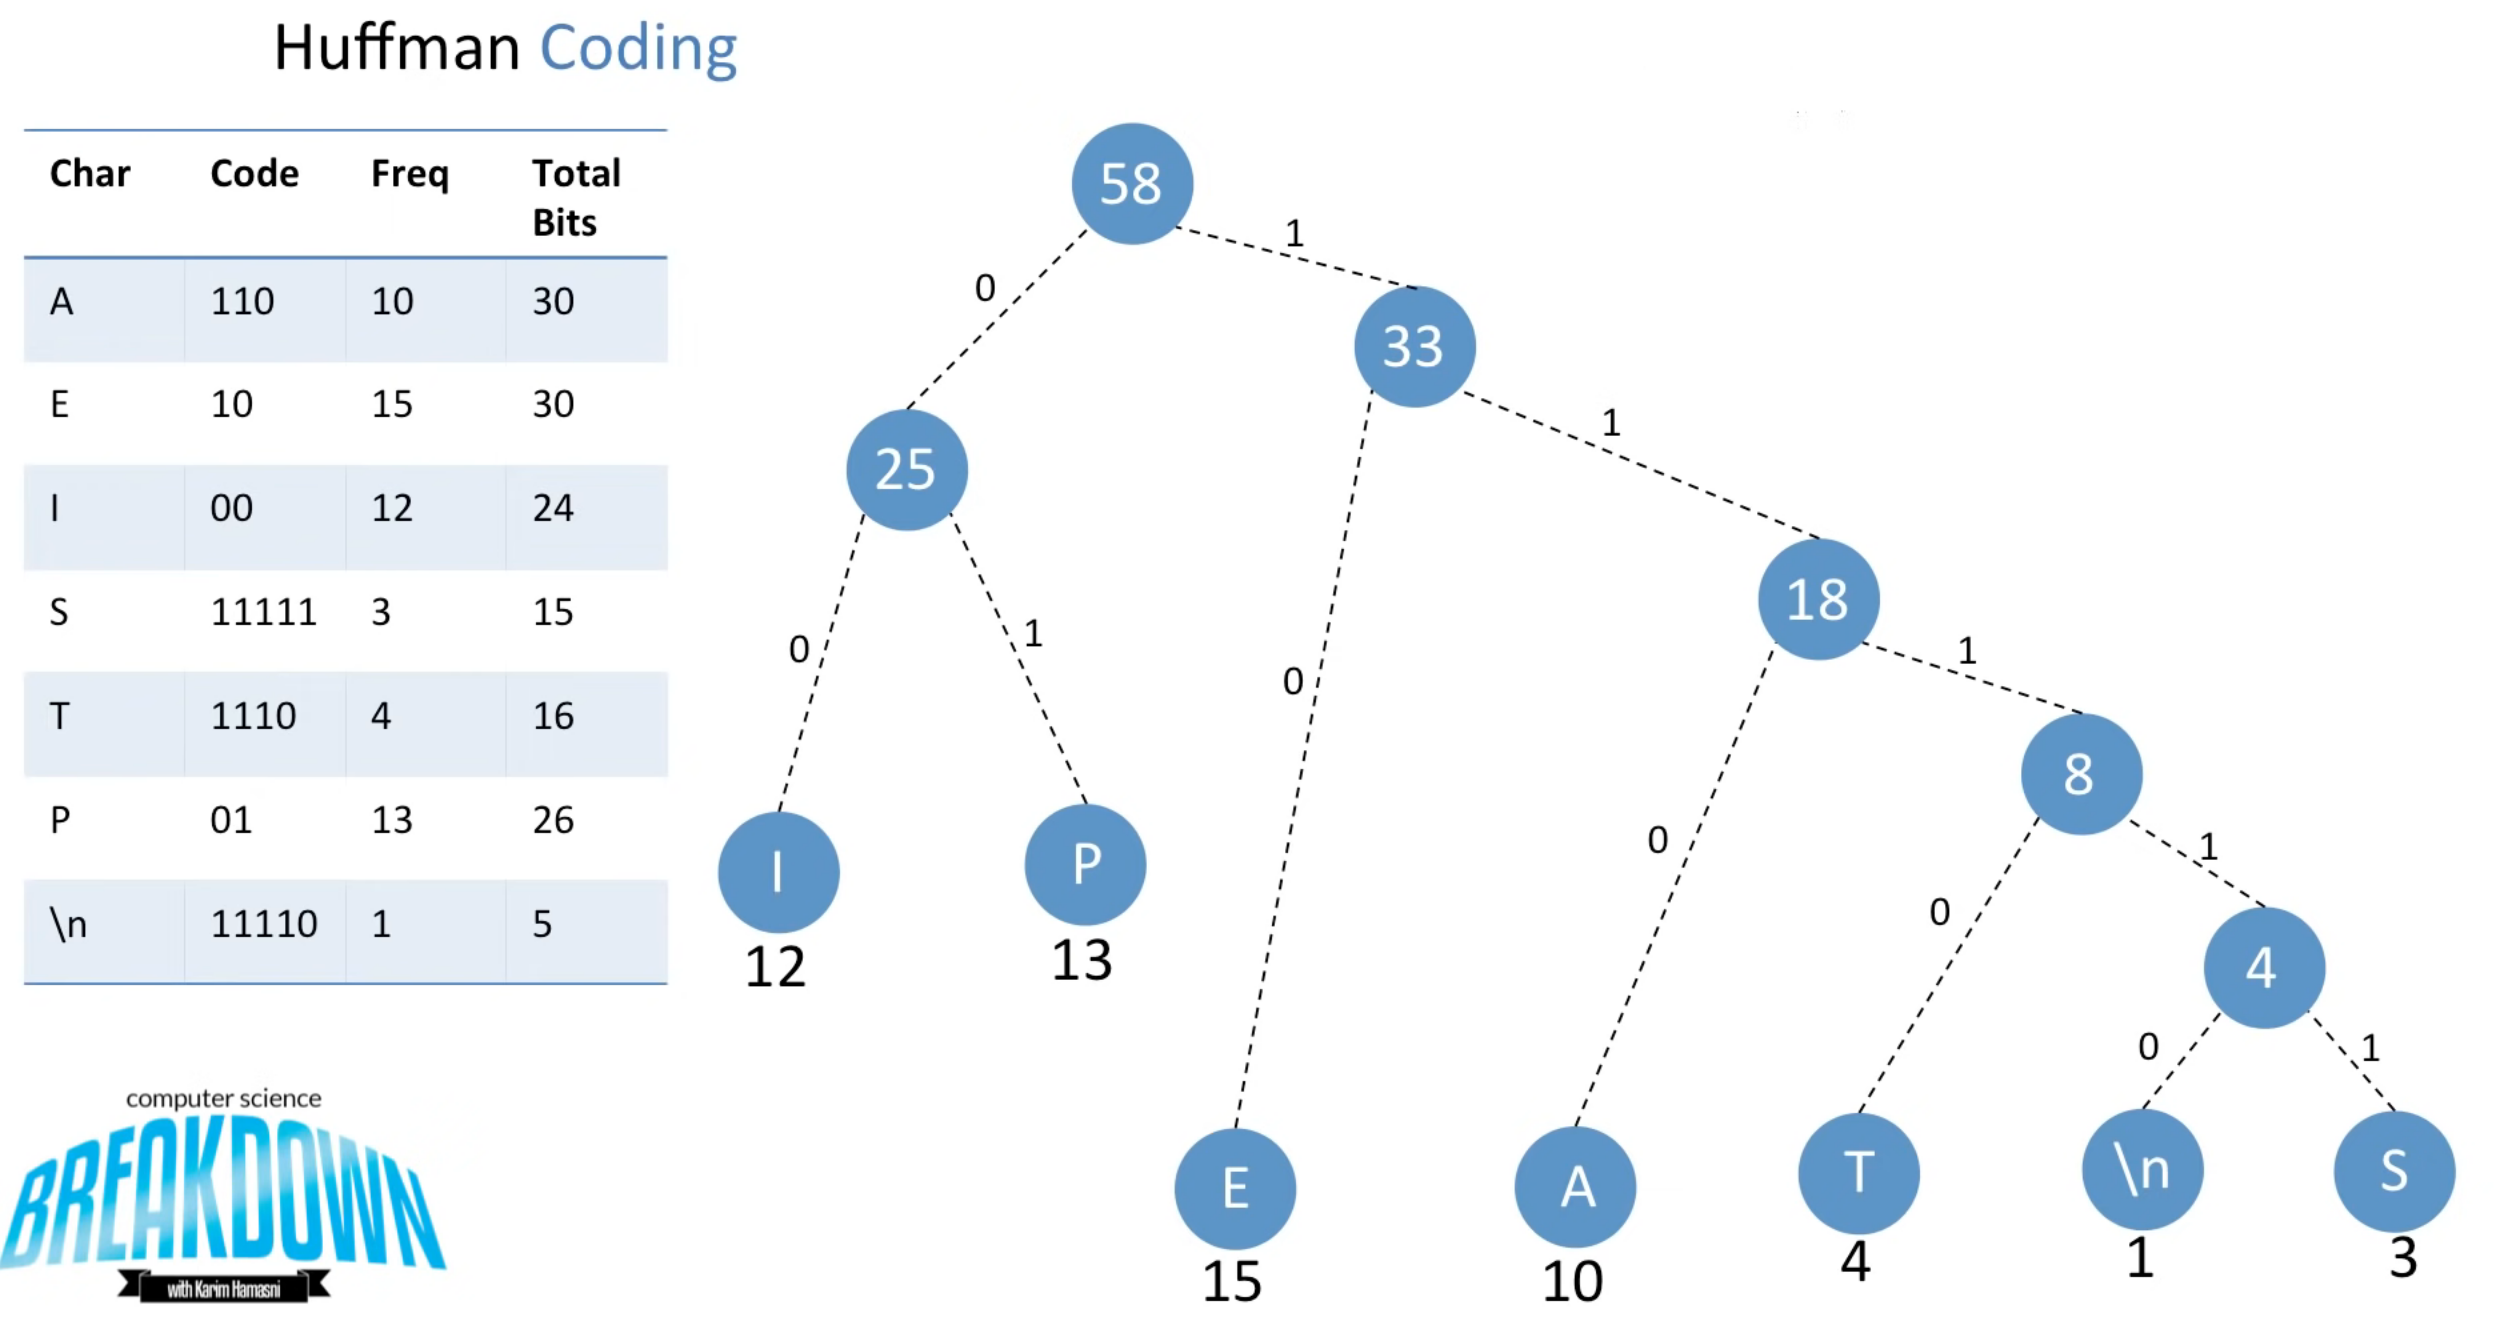 Huffman Coding
Char Code Freq Total Bits
A 110 10 30
E 10 15 30
I 00 12 24
S 11111 3 15
T 1110 4 16
P 01 13 26
\n 11110 1 5
58
1
0
33
1
25
18
1
0
1
0
8
0
1
0
I
P
12
13
4
0
1
E
A
T
\n
S
15
10
4
1
3
computer science
BREAKDOWN
with Karim Hamasni